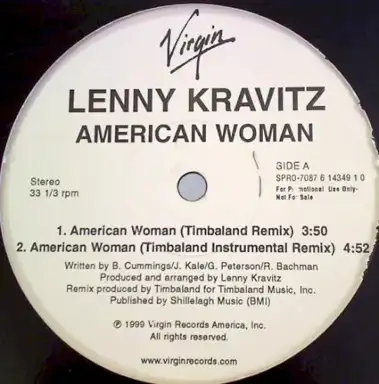 Virgin
LENNY KRAVITZ
AMERICAN WOMAN
Stereo
33 1/3 rpm
SIDE A
SPRO-7087 6 14349 1 0
For Promotional Use Only-
Not For Sale
1. American Woman (Timbaland Remix) 3:50
2. American Woman (Timbaland Instrumental Remix) 4:52
Written by B. Cummings/J. Kale/G. Peterson/R. Bachman
Produced and arranged by Lenny Kravitz
Remix produced by Timbaland for Timbaland Music, Inc.
Published by Shillelagh Music (BMI)
℗ 1999 Virgin Records America, Inc.
All rights reserved.
www.virginrecords.com